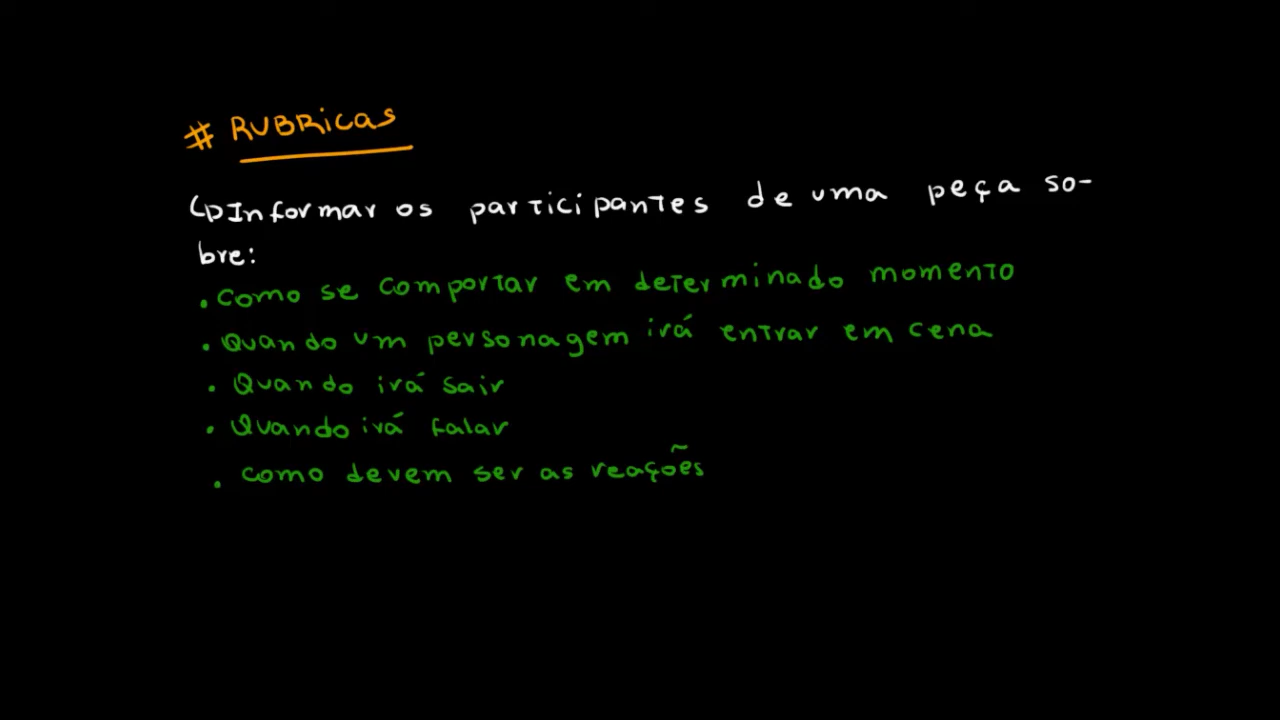 # RUBRicas
↳Informar os participantes de uma peça so-
bre:
. como se comportar em determinado momento
. Quando um personagem irá entrar em cena
. Quando irá sair
. Quando irá falar
. como devem ser as reações